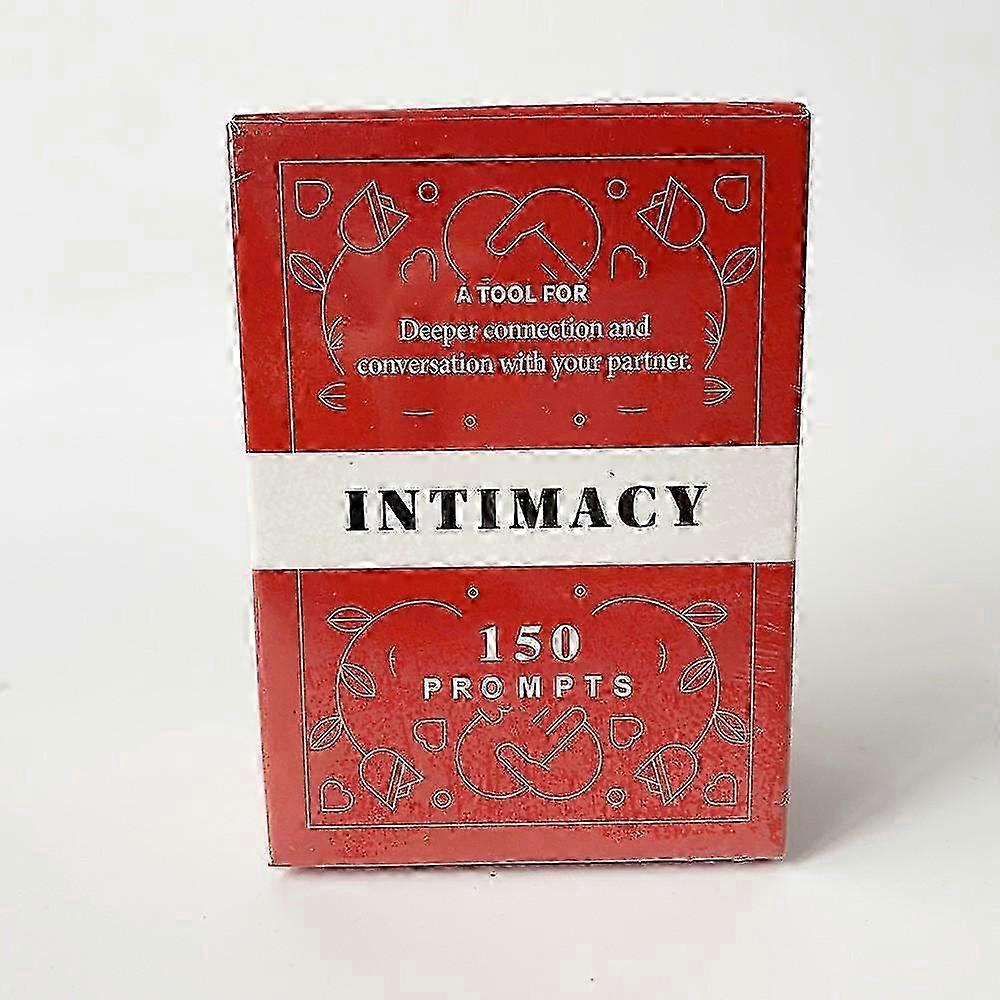 A TOOL FOR
Deeper connection and
conversation with your partner.
INTIMACY
150
PROMPTS